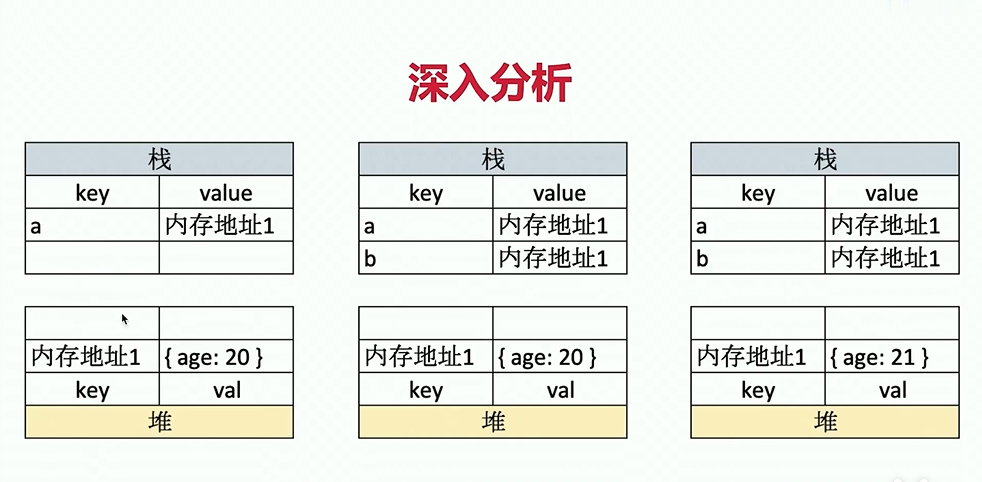 深入分析
栈
key value
a 内存地址1
栈
key value
a 内存地址1
b 内存地址1
栈
key value
a 内存地址1
b 内存地址1
内存地址1 { age: 20 }
key val
堆
内存地址1 { age: 20 }
key val
堆
内存地址1 { age: 21 }
key val
堆